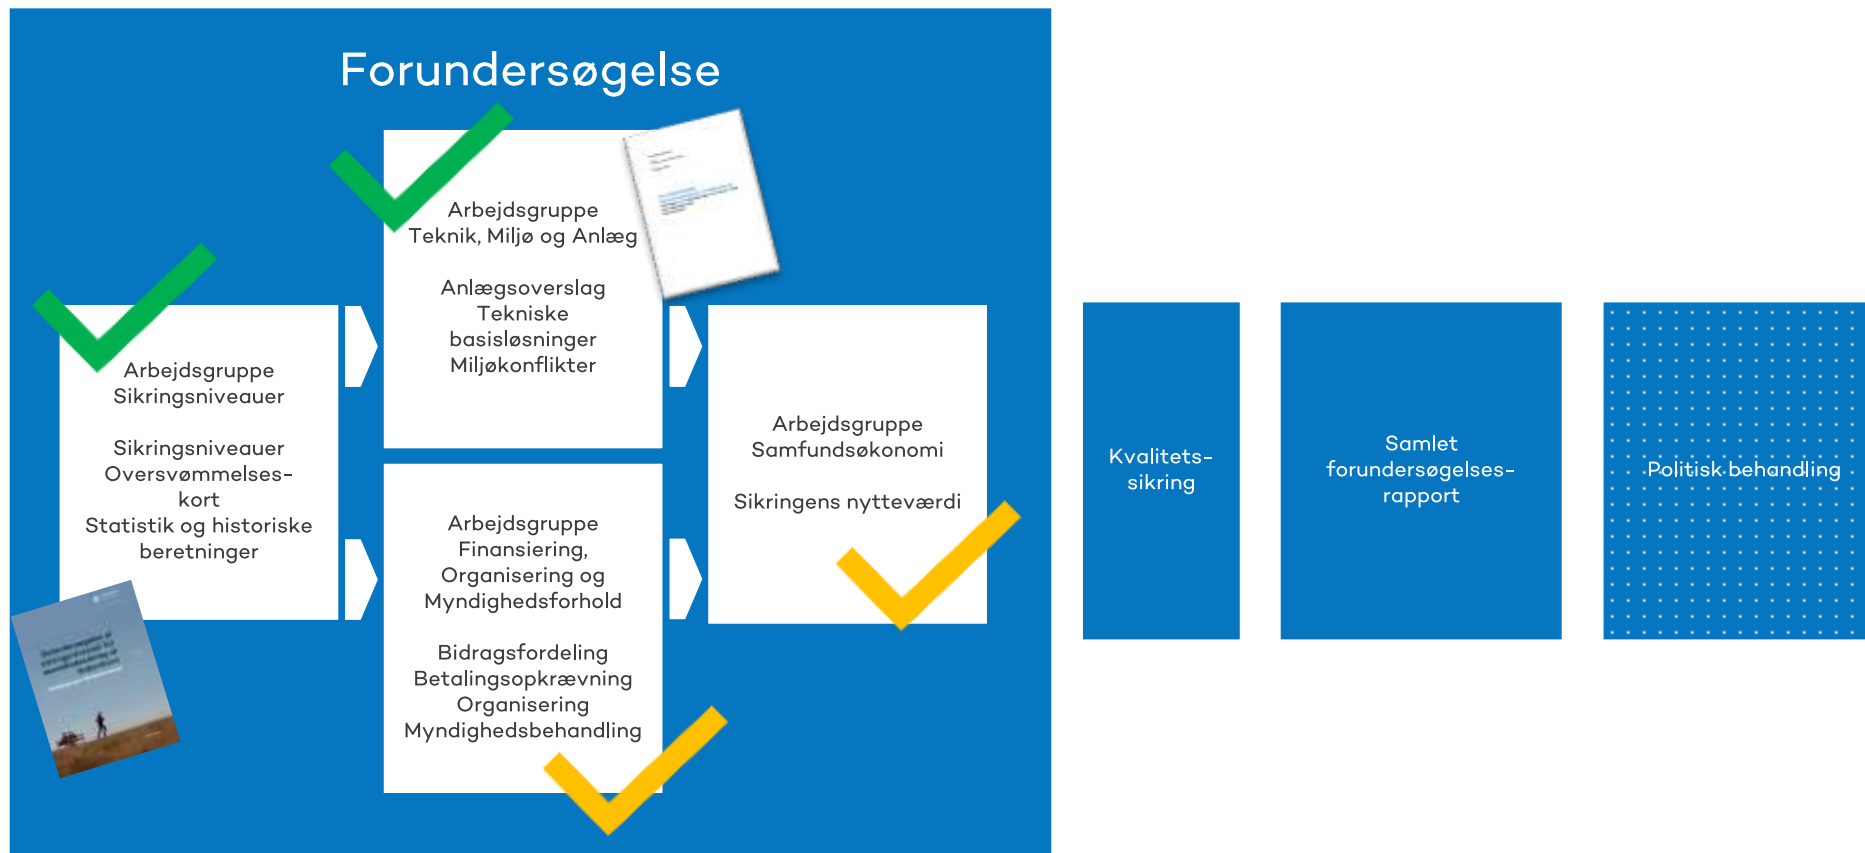 Forundersøgelse
Arbejdsgruppe
Sikringsniveauer
Sikringsniveauer
Oversvømmelses-
kort
Statistik og historiske
beretninger
Arbejdsgruppe
Teknik, Miljø og Anlæg
Anlægsoverslag
Tekniske
basisløsninger
Miljøkonflikter
Arbejdsgruppe
Finansiering,
Organisering og
Myndighedsforhold
Bidragsfordeling
Betalingsopkrævning
Organisering
Myndighedsbehandling
Arbejdsgruppe
Samfundsøkonomi
Sikringens nytteværdi
Kvalitets-
sikring
Samlet
forundersøgelses-
rapport
Politisk behandling